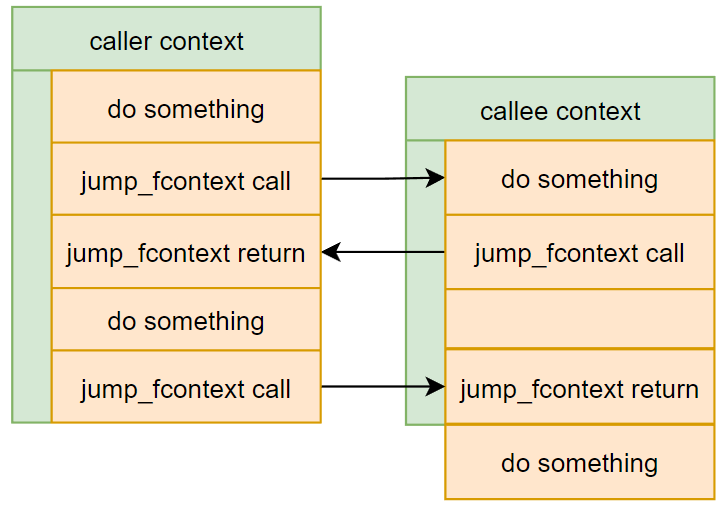 caller context
do something
jump_fcontext call
jump_fcontext return
do something
jump_fcontext call
callee context
do something
jump_fcontext call
jump_fcontext return
do something